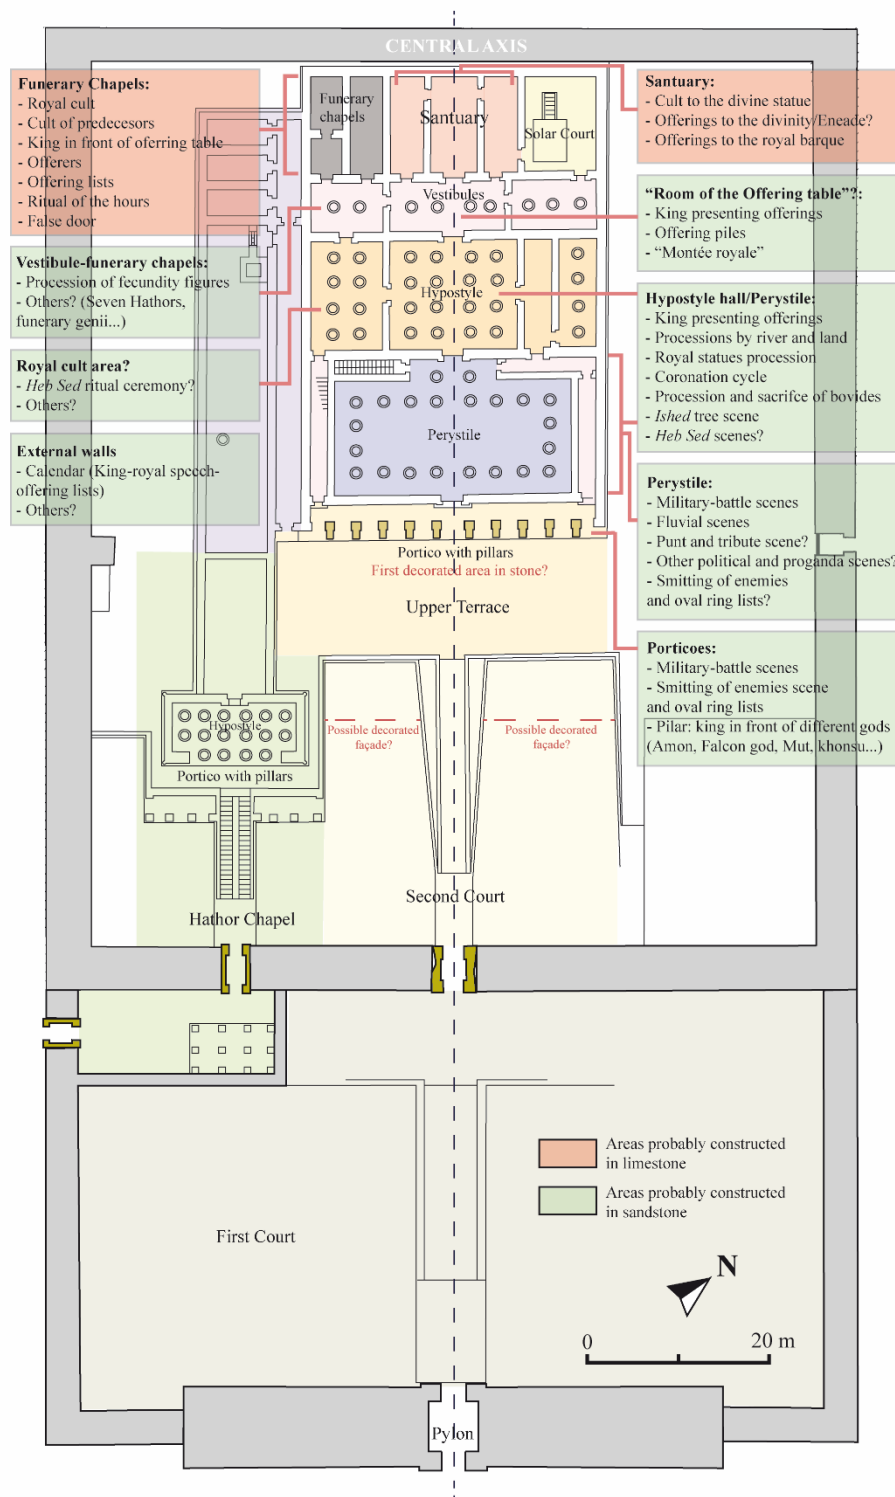 CENTRAL AXIS
Funerary Chapels:
- Royal cult
- Cult of predecesors
- King in front of oferring table
- Offerers
- Offering lists
- Ritual of the hours
- False door
Vestibule-funerary chapels:
- Procession of fecundity figures
- Others? (Seven Hathors,
funerary genii...)
Royal cult area?
- Heb Sed ritual ceremony?
- Others?
External walls
- Calendar (King-royal speech-
offering lists)
- Others?
Funerary
chapels
Santuary
Solar Court
Vestibules
Hypostyle
Perystile
Portico with pillars
First decorated area in stone?
Upper Terrace
Santuary:
- Cult to the divine statue
- Offerings to the divinity/Eneade?
- Offerings to the royal barque
“Room of the Offering table”?:
- King presenting offerings
- Offering piles
- “Montée royale”
Hypostyle hall/Perystile:
- King presenting offerings
- Processions by river and land
- Royal statues procession
- Coronation cycle
- Procession and sacrifce of bovides
- Ished tree scene
- Heb Sed scenes?
Perystile:
- Military-battle scenes
- Fluvial scenes
- Punt and tribute scene?
- Other political and proganda scenes?
- Smitting of enemies
and oval ring lists?
Porticoes:
- Military-battle scenes
- Smitting of enemies scene
and oval ring lists
- Pilar: king in front of different gods
(Amon, Falcon god, Mut, khonsu...)
Hypostyle
Portico with pillars
Possible decorated
façade?
Possible decorated
façade?
Hathor Chapel
Second Court
First Court
Areas probably constructed
in limestone
Areas probably constructed
in sandstone
N
0 20 m
Pylon